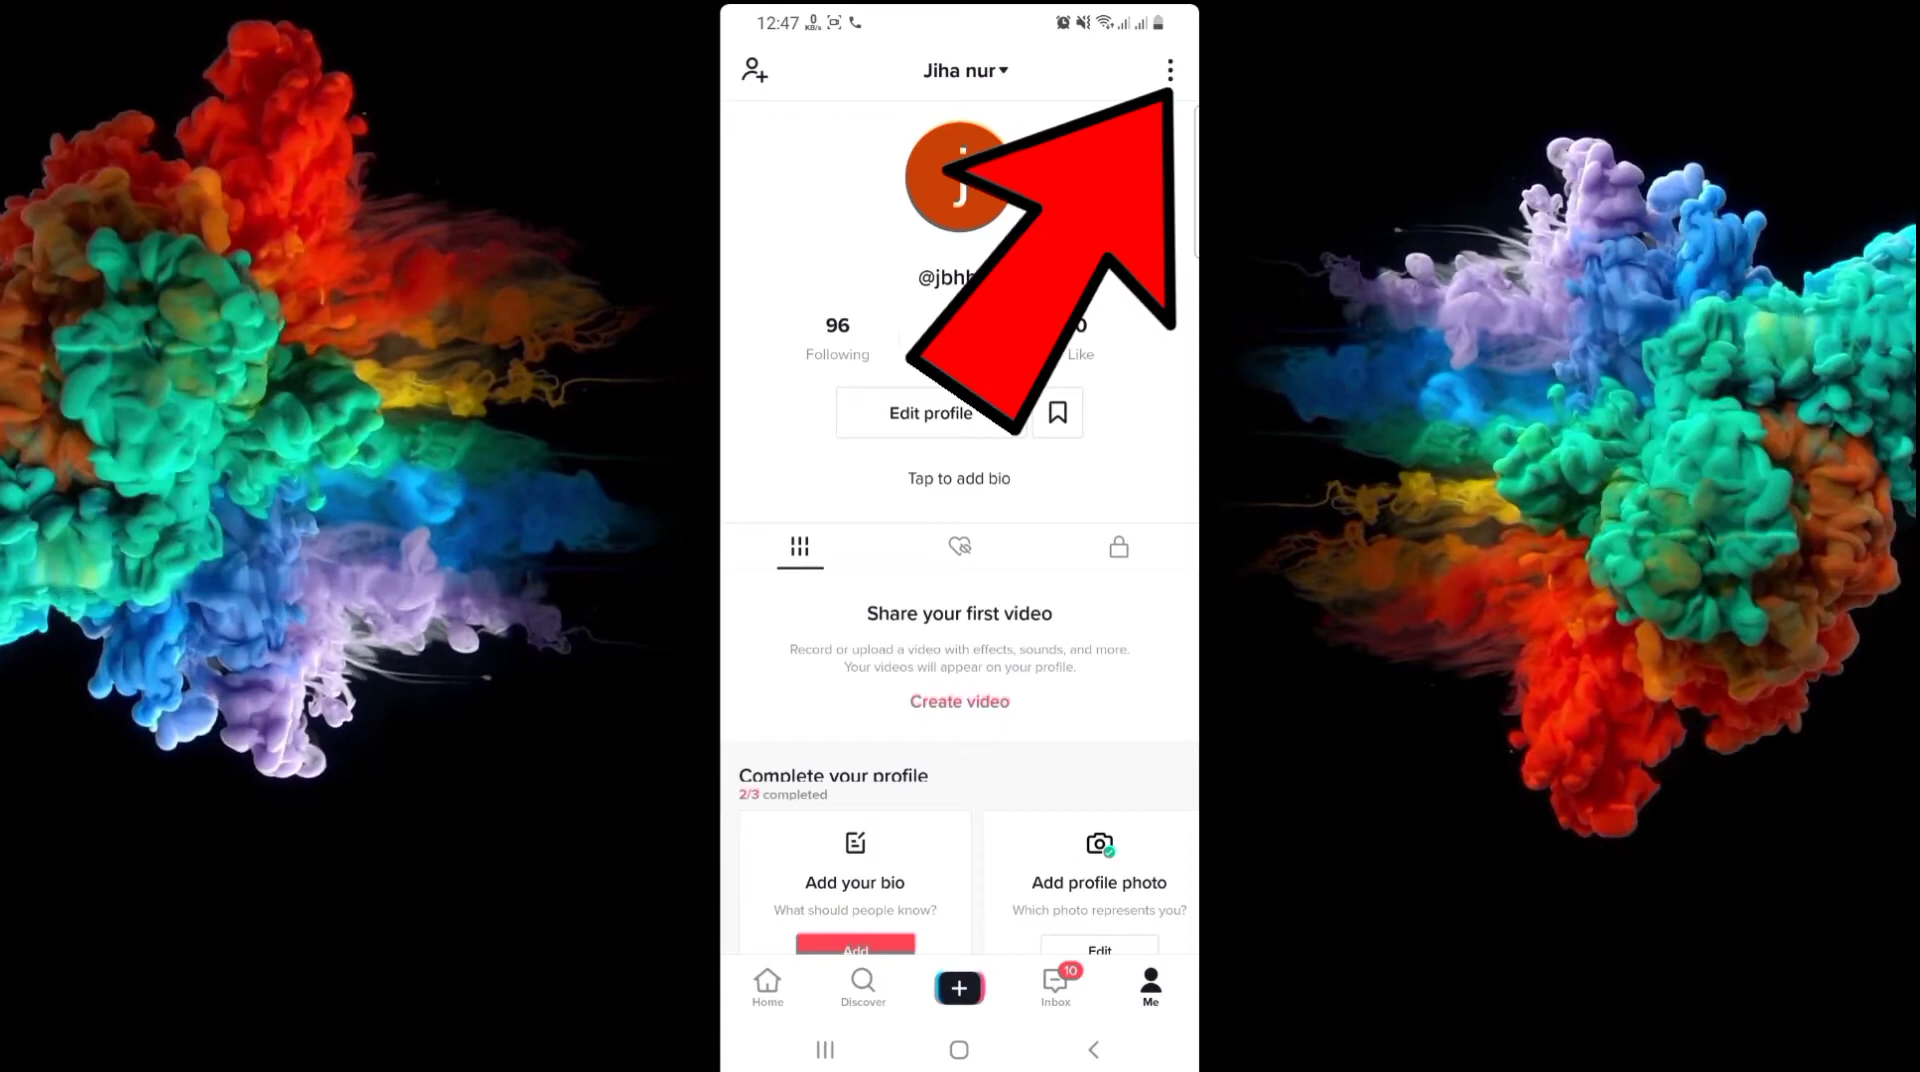 12:47 0 KB/s
Jiha nur
j
96
Following
Like
Edit profile
Tap to add bio
Share your first video
Record or upload a video with effects, sounds, and more.
Your videos will appear on your profile.
Create video
Complete your profile
2/3 completed
Add your bio
Add profile photo
What should people know?
Which photo represents you?
Add
Edit
10
Home
Discover
Inbox
Me